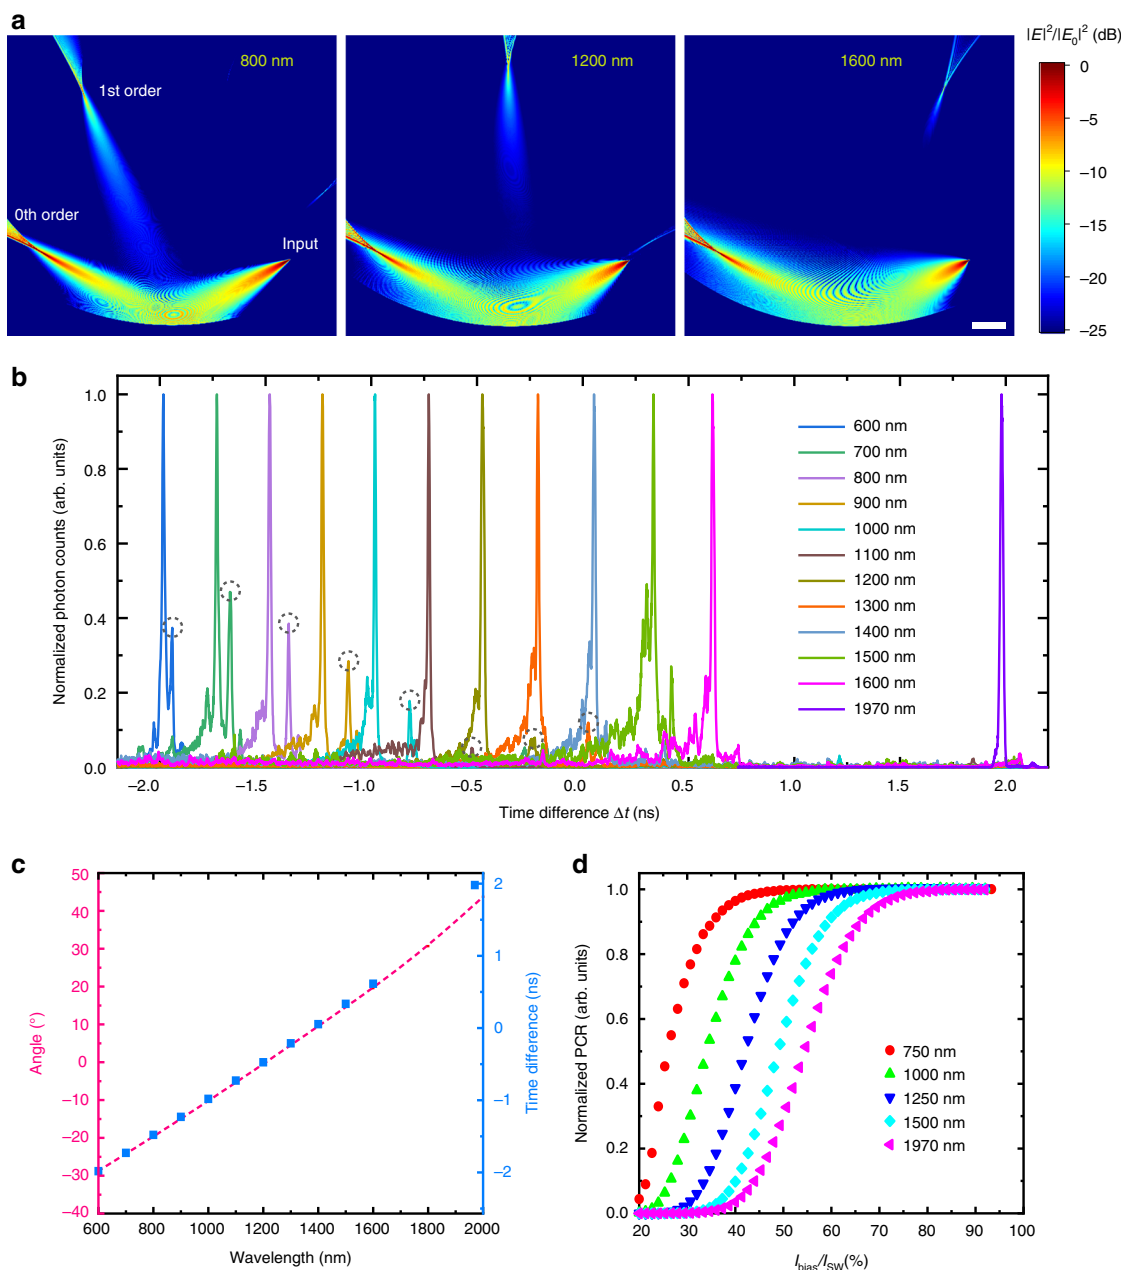 a
800 nm
1200 nm
1600 nm
|E|²/|E₀|² (dB)
1st order
0th order
Input
0
−5
−10
−15
−20
−25
b
Normalized photon counts (arb. units)
1.0
0.8
0.6
0.4
0.2
0.0
600 nm
700 nm
800 nm
900 nm
1000 nm
1100 nm
1200 nm
1300 nm
1400 nm
1500 nm
1600 nm
1970 nm
−2.0 −1.5 −1.0 −0.5 0.0 0.5 1.0 1.5 2.0
Time difference Δt (ns)
c
Angle (°)
50
40
30
20
10
0
−10
−20
−30
−40
2
1
0
−1
−2
Time difference (ns)
600 800 1000 1200 1400 1600 1800 2000
Wavelength (nm)
d
Normalized PCR (arb. units)
1.0
0.8
0.6
0.4
0.2
0.0
750 nm
1000 nm
1250 nm
1500 nm
1970 nm
20 30 40 50 60 70 80 90 100
I_bias/I_SW(%)